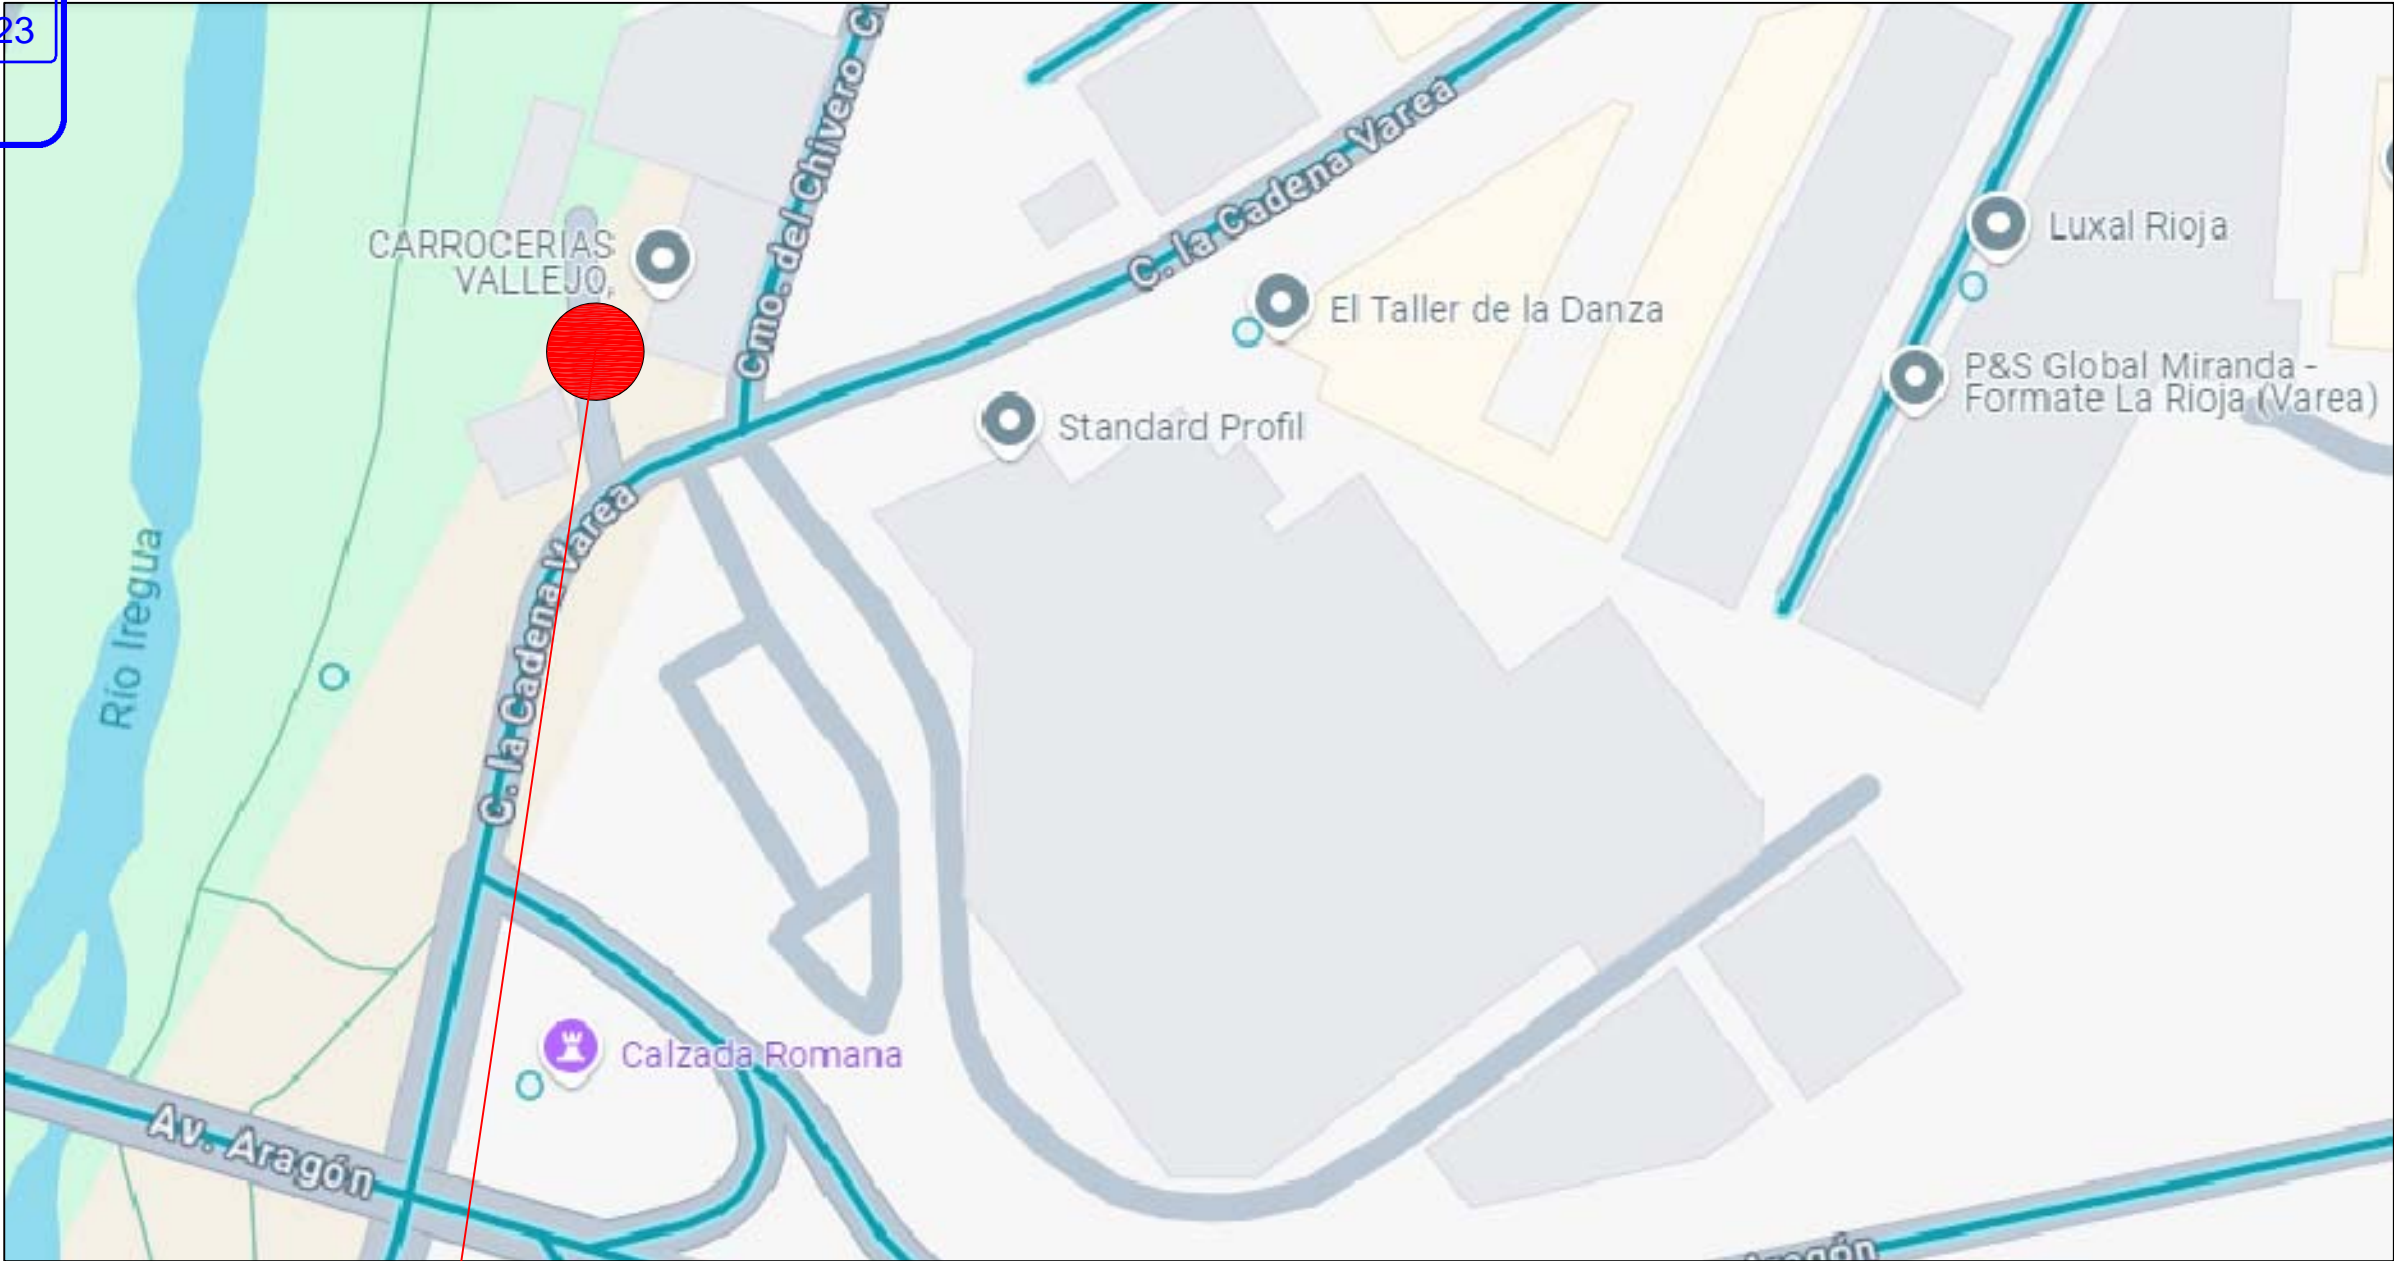 23
Cmo. del Chivero
C. la Cadena Varea
CARROCERIAS
VALLEJO,
Luxal Rioja
El Taller de la Danza
P&S Global Miranda -
Formate La Rioja (Varea)
Standard Profil
C. la Cadena Varea
Río Iregua
Calzada Romana
Av. Aragón